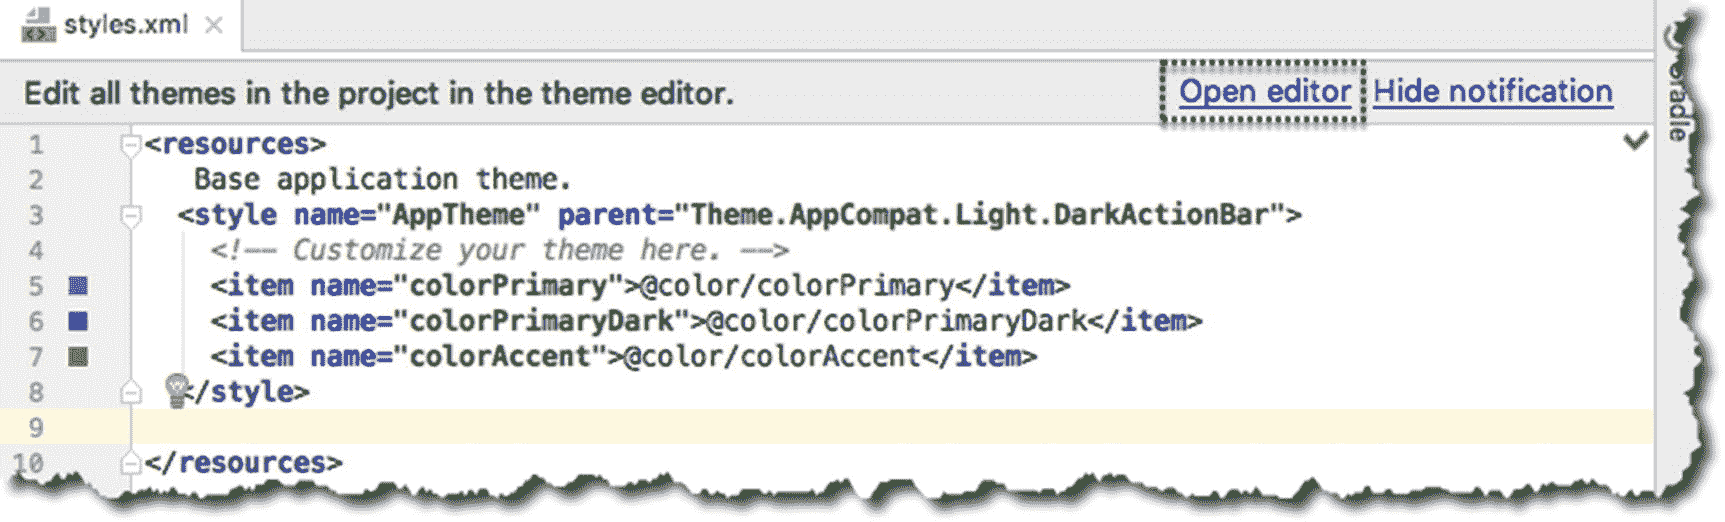 styles.xml
Edit all themes in the project in the theme editor. Open editor Hide notification
1 <resources>
2 Base application theme.
3 <style name="AppTheme" parent="Theme.AppCompat.Light.DarkActionBar">
4 <!-- Customize your theme here. -->
5 <item name="colorPrimary">@color/colorPrimary</item>
6 <item name="colorPrimaryDark">@color/colorPrimaryDark</item>
7 <item name="colorAccent">@color/colorAccent</item>
8 </style>
9
10 </resources>